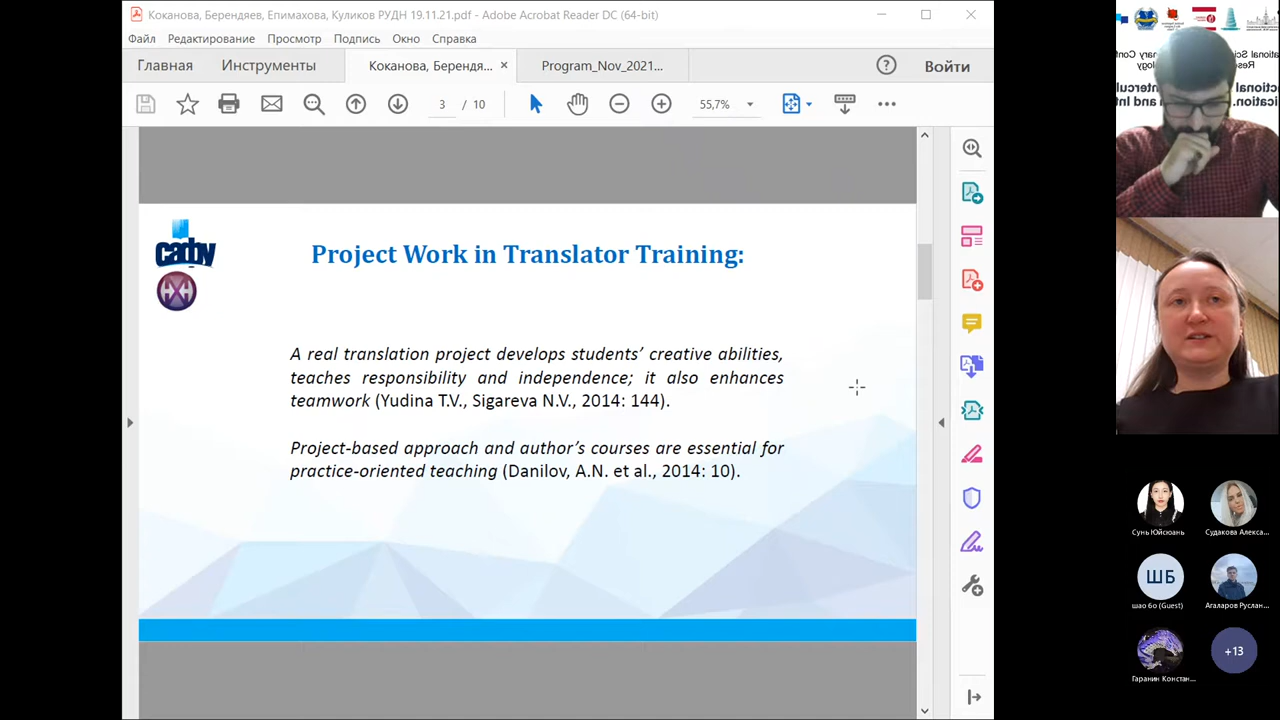 Коканова, Берендяев, Епимахова, Куликов РУДН 19.11.21.pdf - Adobe Acrobat Reader DC (64-bit)
Файл Редактирование Просмотр Подпись Окно Справка
Главная Инструменты Коканова, Берендя... × Program_Nov_2021... Войти
3 / 10 55,7%
Project Work in Translator Training:
A real translation project develops students’ creative abilities,
teaches responsibility and independence; it also enhances
teamwork (Yudina T.V., Sigareva N.V., 2014: 144).
Project-based approach and author’s courses are essential for
practice-oriented teaching (Danilov, A.N. et al., 2014: 10).
Сунь Юйсюань Судакова Алекса...
ШБ
шао бо (Guest) Агаларов Руслан...
Гаранин Констан... +13